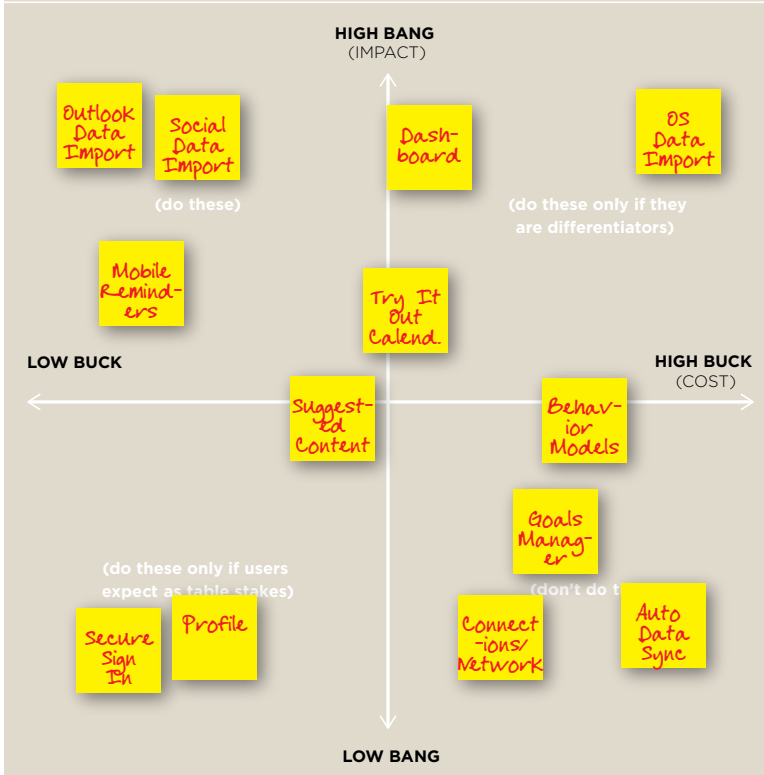 HIGH BANG
(IMPACT)
Outlook
Data
Import
Social
Data
Import
Dash-
board
OS
Data
Import
(do these)
(do these only if they
are differentiators)
Mobile
Remind-
ers
Try It
Out
Calend.
LOW BUCK
HIGH BUCK
(COST)
Suggest-
ed
Content
Behav-
ior
Models
Goals
Manag-
er
(do these only if users
expect as table stakes)
(don't do t
Secure
Sign
In
Profile
Connect
-ions/
Network
Auto
Data
Sync
LOW BANG